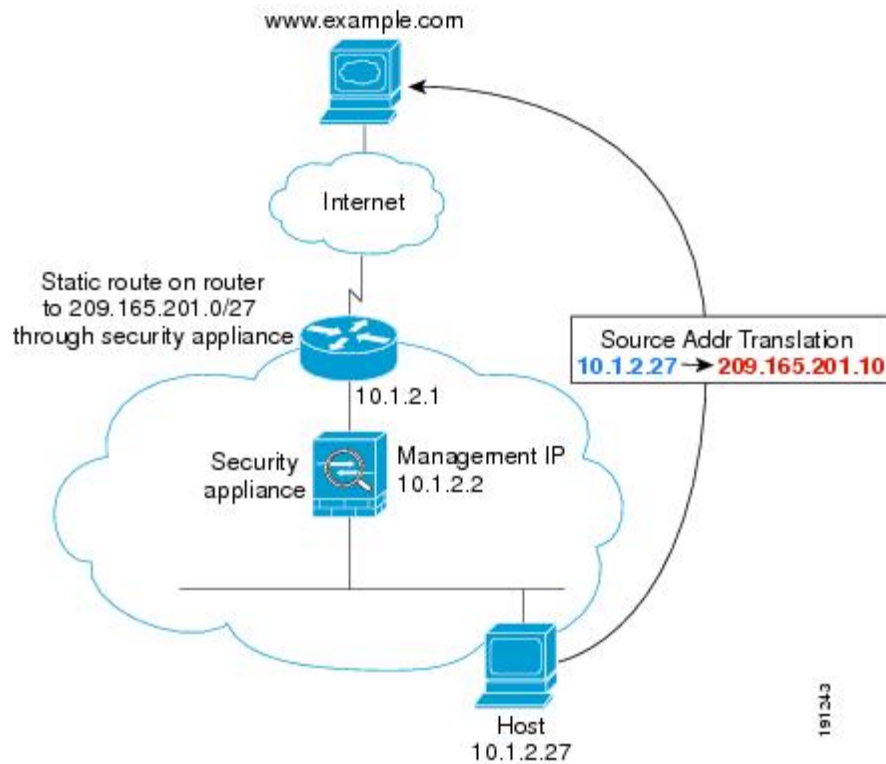 www.example.com
Internet
Static route on router
to 209.165.201.0/27
through security appliance
Source Addr Translation
10.1.2.27 → 209.165.201.10
10.1.2.1
Security
appliance
Management IP
10.1.2.2
Host
10.1.2.27
191243